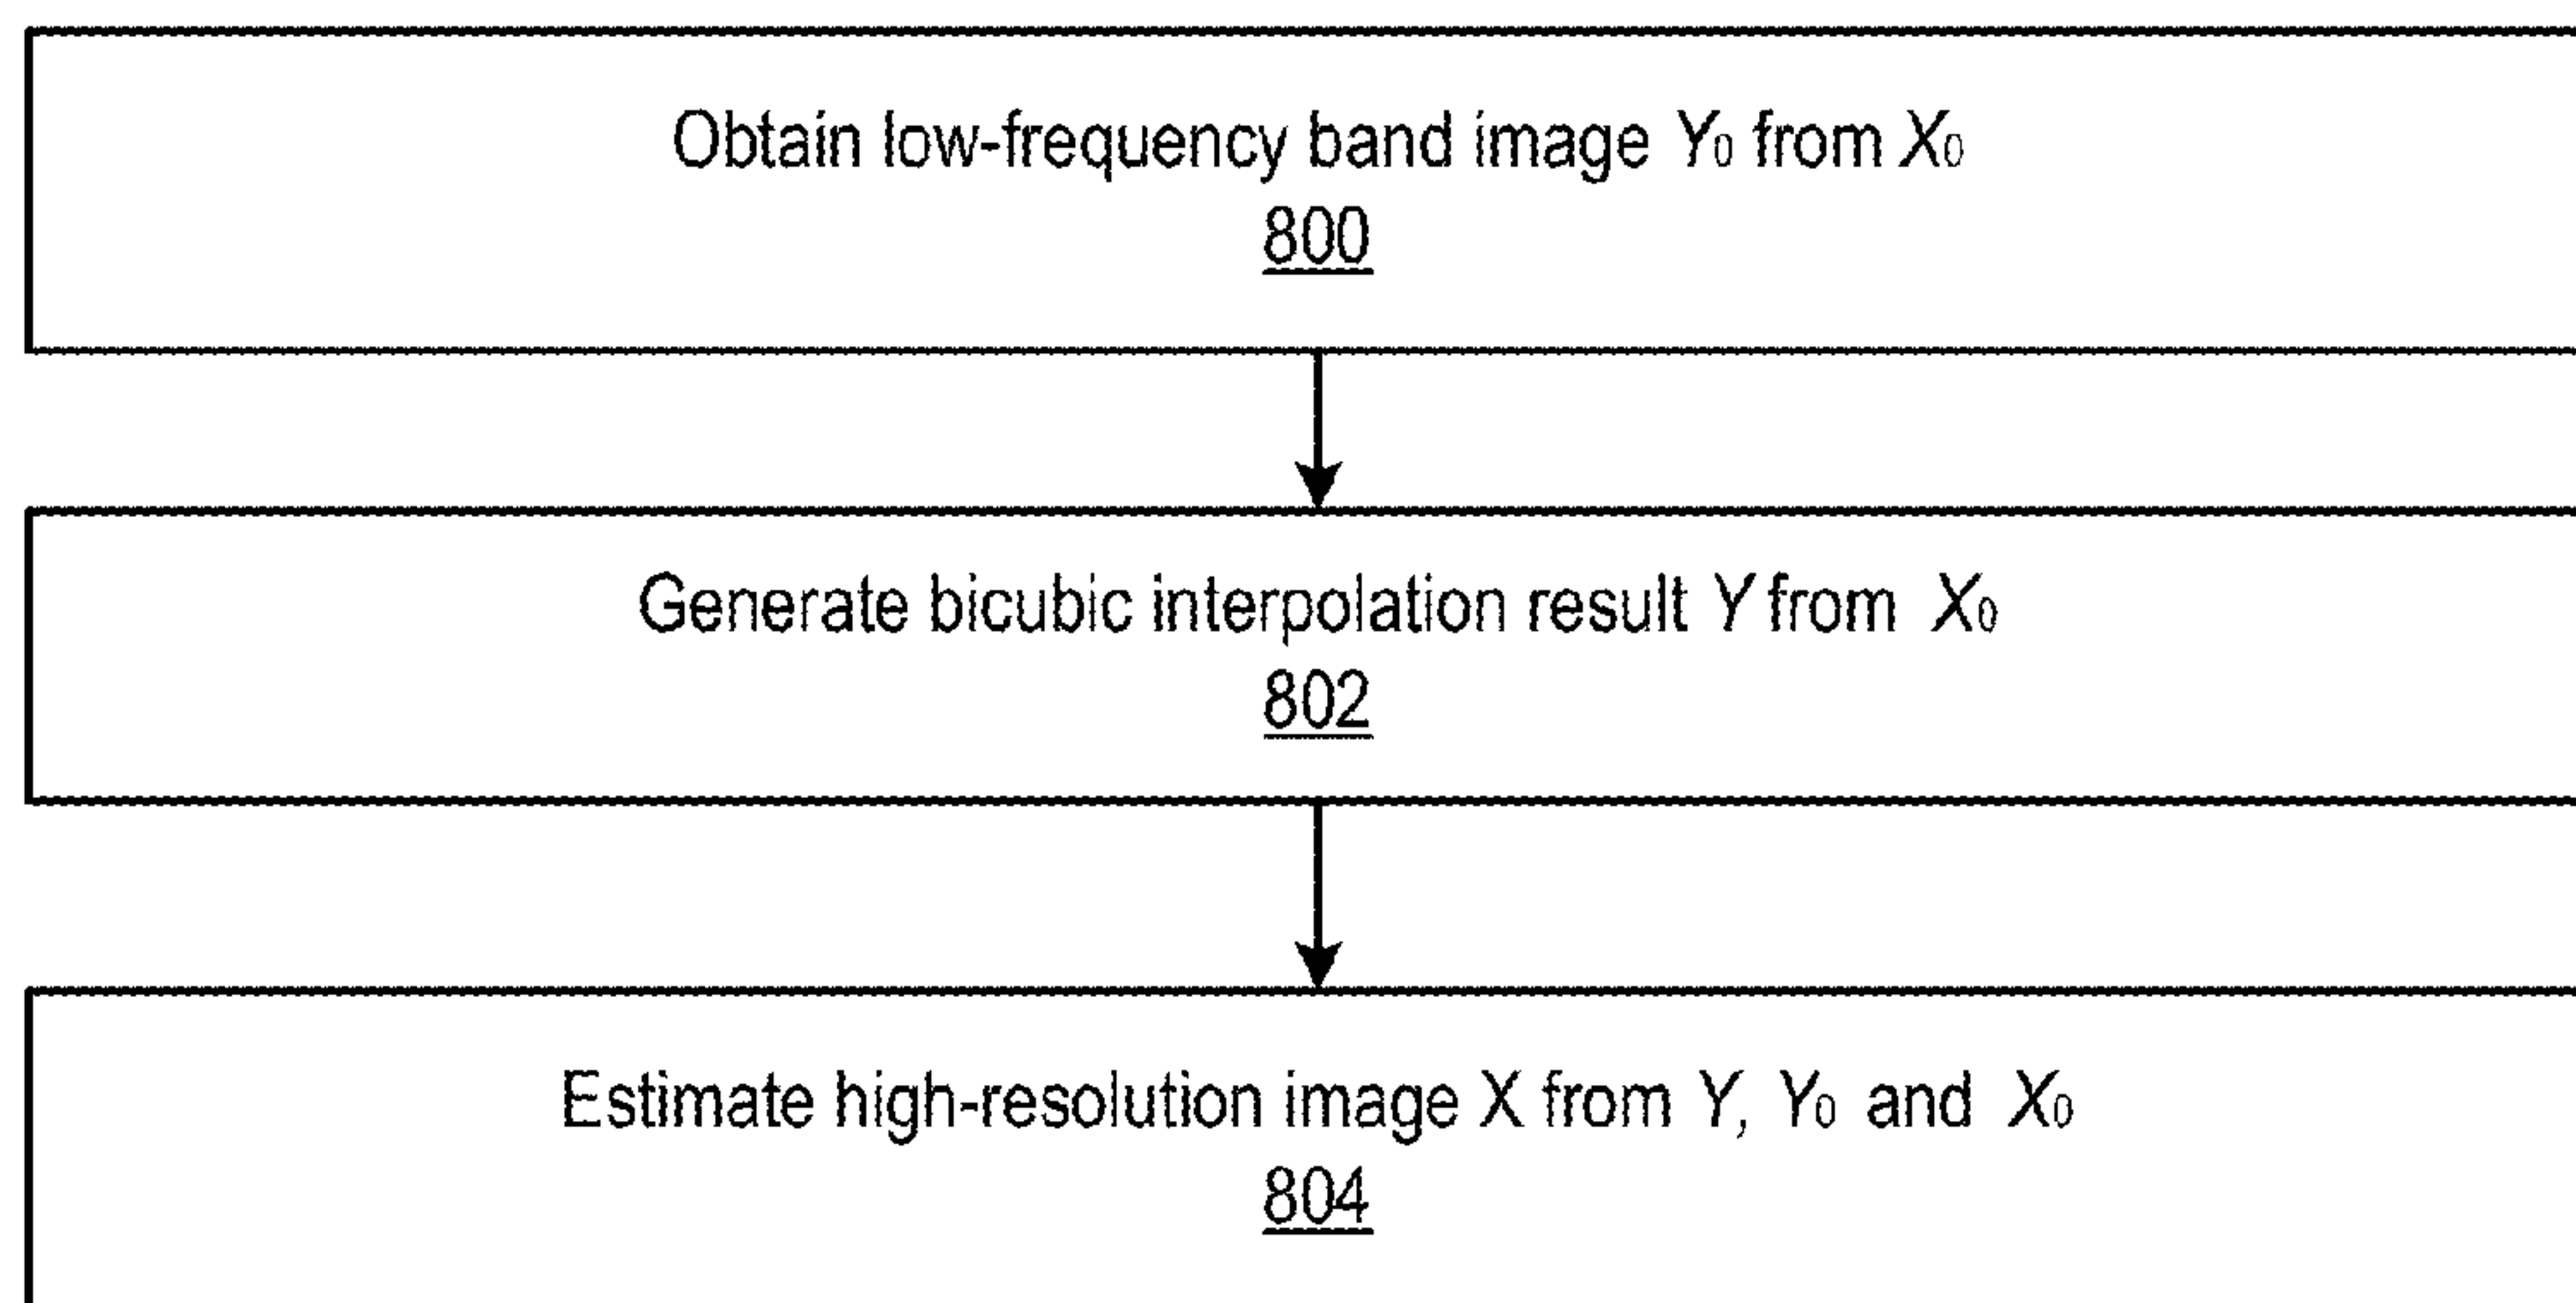 Obtain low-frequency band image Y₀ from X₀
800
Generate bicubic interpolation result Y from X₀
802
Estimate high-resolution image X from Y, Y₀ and X₀
804